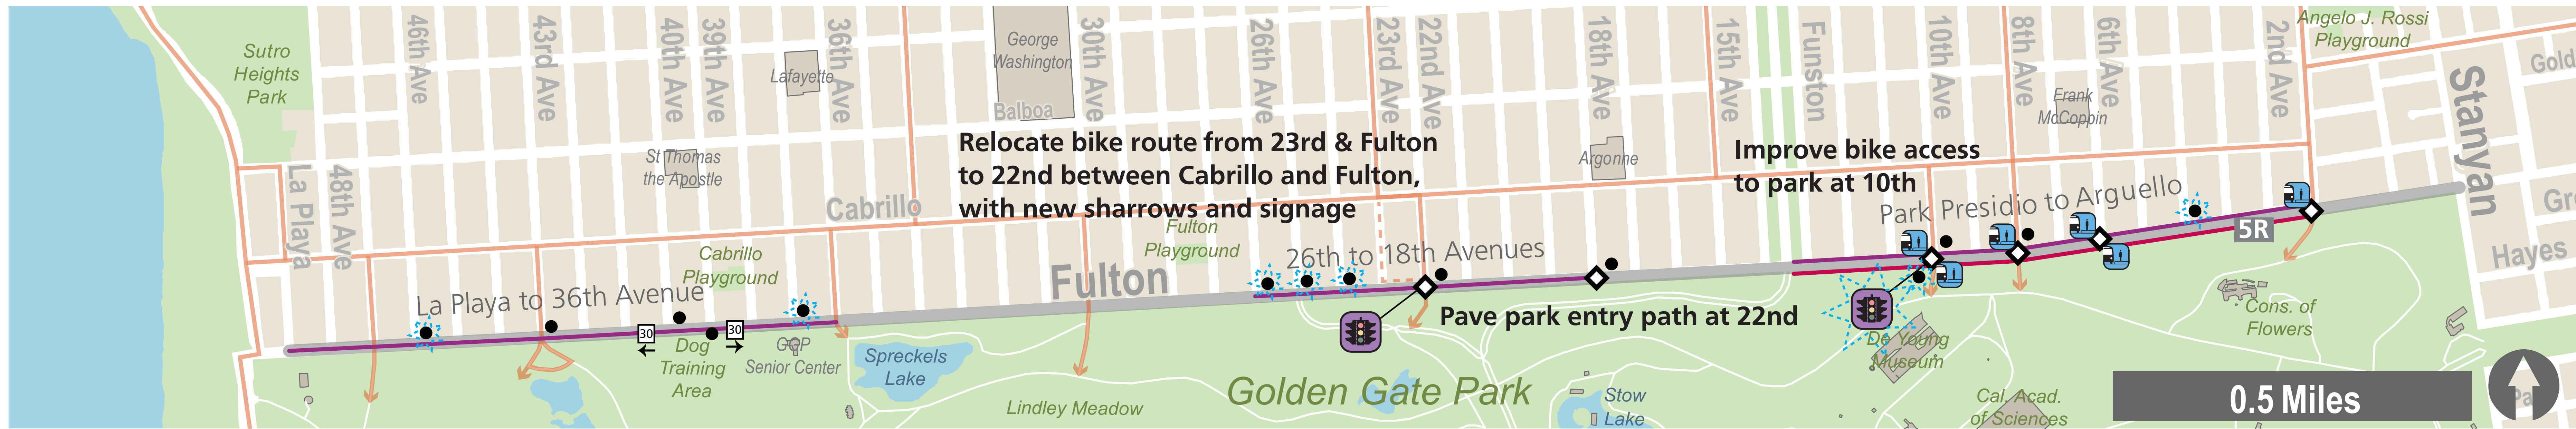 46th Ave
43rd Ave
40th Ave
39th Ave
36th Ave
30th Ave
26th Ave
23rd Ave
22nd Ave
18th Ave
15th Ave
Funston
10th Ave
8th Ave
6th Ave
2nd Ave
Angelo J. Rossi
Playground
Sutro
Heights
Park
Lafayette
George
Washington
Balboa
Stanyan
Gold
Frank
McCoppin
Relocate bike route from 23rd & Fulton
to 22nd between Cabrillo and Fulton,
with new sharrows and signage
Improve bike access
to park at 10th
St Thomas
the Apostle
Argonne
La Playa
48th Ave
Cabrillo
Park Presidio to Arguello
Gro
5R
Hayes
Fulton
Playground
26th to 18th Avenues
Cabrillo
Playground
Fulton
La Playa to 36th Avenue
30
30
Dog
Training
Area
GGP
Senior Center
Spreckels
Lake
Pave park entry path at 22nd
De Young
Museum
Cons. of
Flowers
Golden Gate Park
Lindley Meadow
Stow
Lake
Cal. Acad.
of Sciences
0.5 Miles